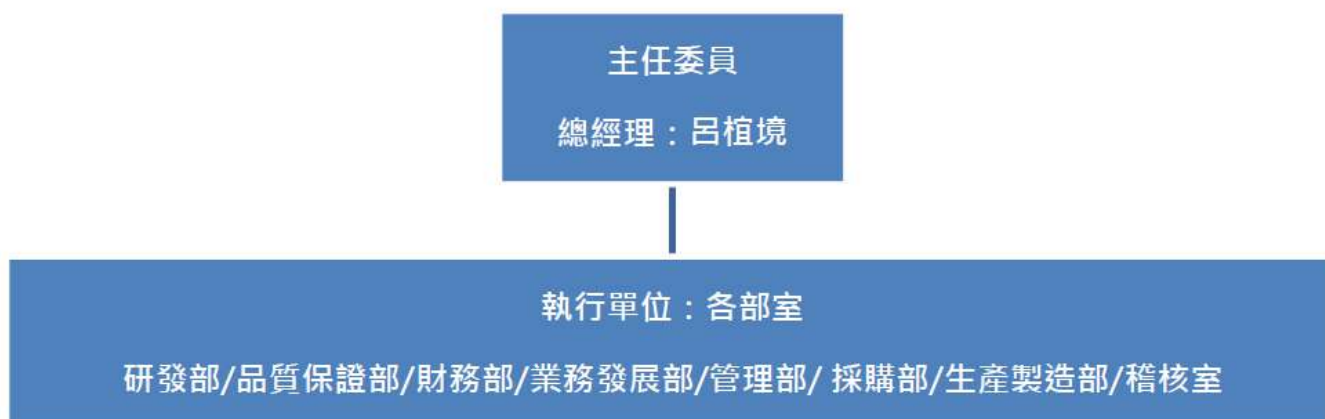 主任委員
總經理：呂植境
執行單位：各部室
研發部/品質保證部/財務部/業務發展部/管理部/ 採購部/生產製造部/稽核室